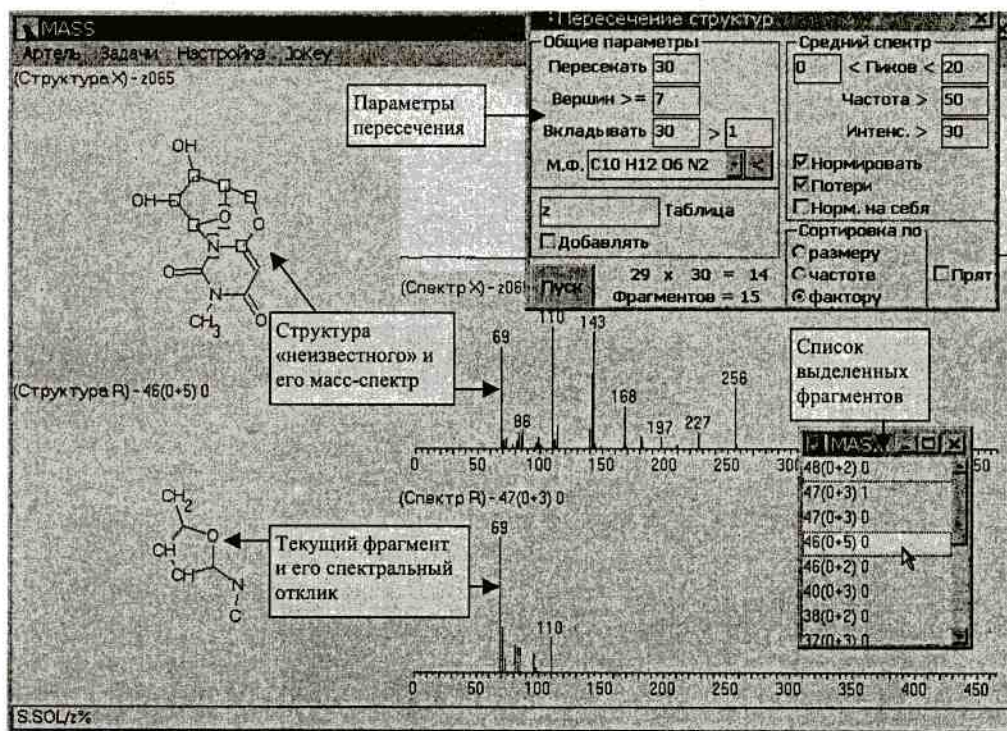 MASS
Артель Задачи Настройка JoKey
(Структура X) - z065
OH
OH
O
O
N
O
N
O
CH3
Параметры
пересечения
Пересечение структур
Общие параметры
Пересекать 30
Вершин >= 7
Вкладывать 30 > 1
М.Ф. C10 H12 O6 N2
z Таблица
Добавлять
Пуск
29 x 30 = 14
Фрагментов = 15
Средний спектр
0 < Пиков < 20
Частота > 50
Интенс. > 30
Нормировать
Потери
Норм. на себя
Сортировка по
размеру
частоте
фактору
Прят
(Спектр X) - z065
Структура
«неизвестного» и
его масс-спектр
69
110
143
86
168
197
227
256
0 50 100 150 200 250
450
Список
выделенных
фрагментов
MAS...
48(0+2) 0
47(0+3) 1
47(0+3) 0
46(0+5) 0
46(0+2) 0
40(0+3) 0
38(0+2) 0
37(0+3) 0
(Структура R) - 46(0+5) 0
CH2
O
CH
CH
N
C
Текущий фрагмент
и его спектральный
отклик
(Спектр R) - 47(0+3) 0
69
110
0 50 100 150 200 250 300 350 400 450
S.SOL/z%